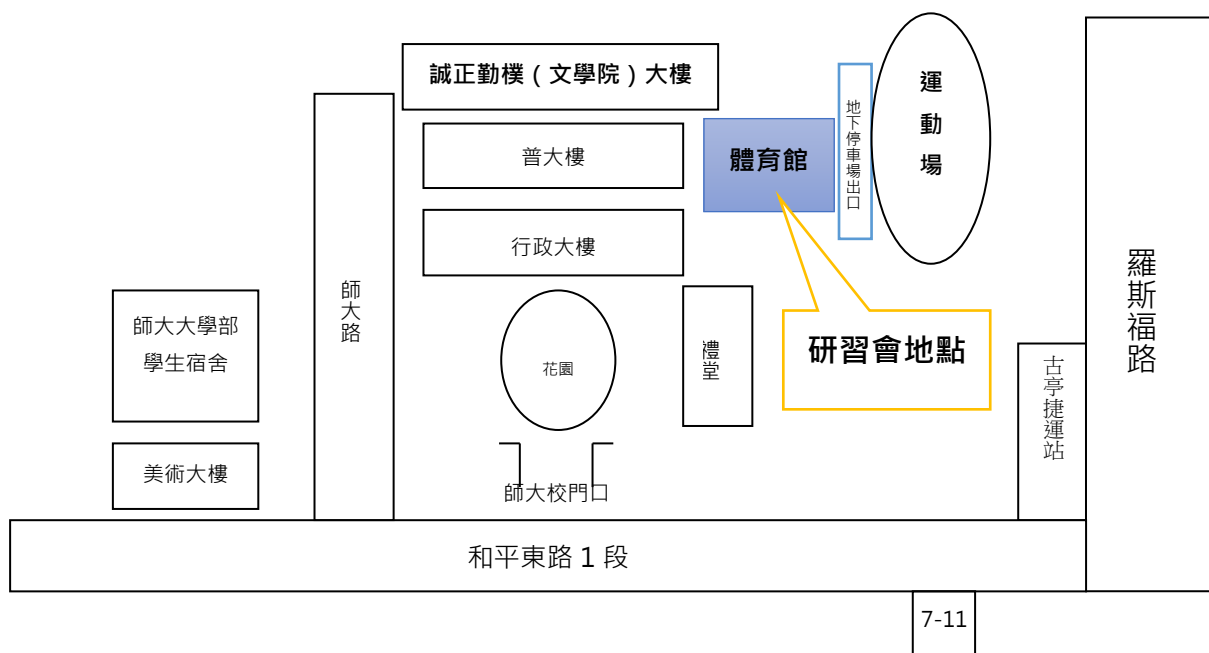 誠正勤樸（文學院）大樓
運動場
地下停車場出口
普大樓
體育館
行政大樓
羅斯福路
師大路
師大大學部
學生宿舍
花園
禮堂
研習會地點
古亭捷運站
美術大樓
師大校門口
和平東路 1 段
7-11